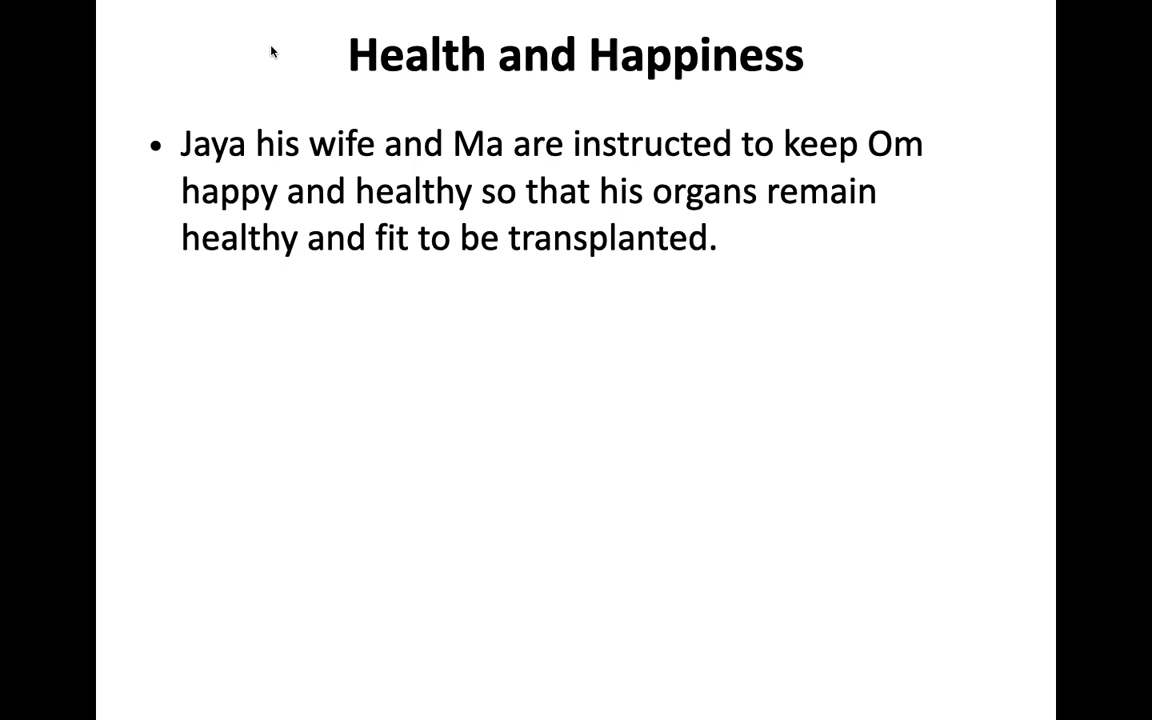 Health and Happiness
• Jaya his wife and Ma are instructed to keep Om
happy and healthy so that his organs remain
healthy and fit to be transplanted.